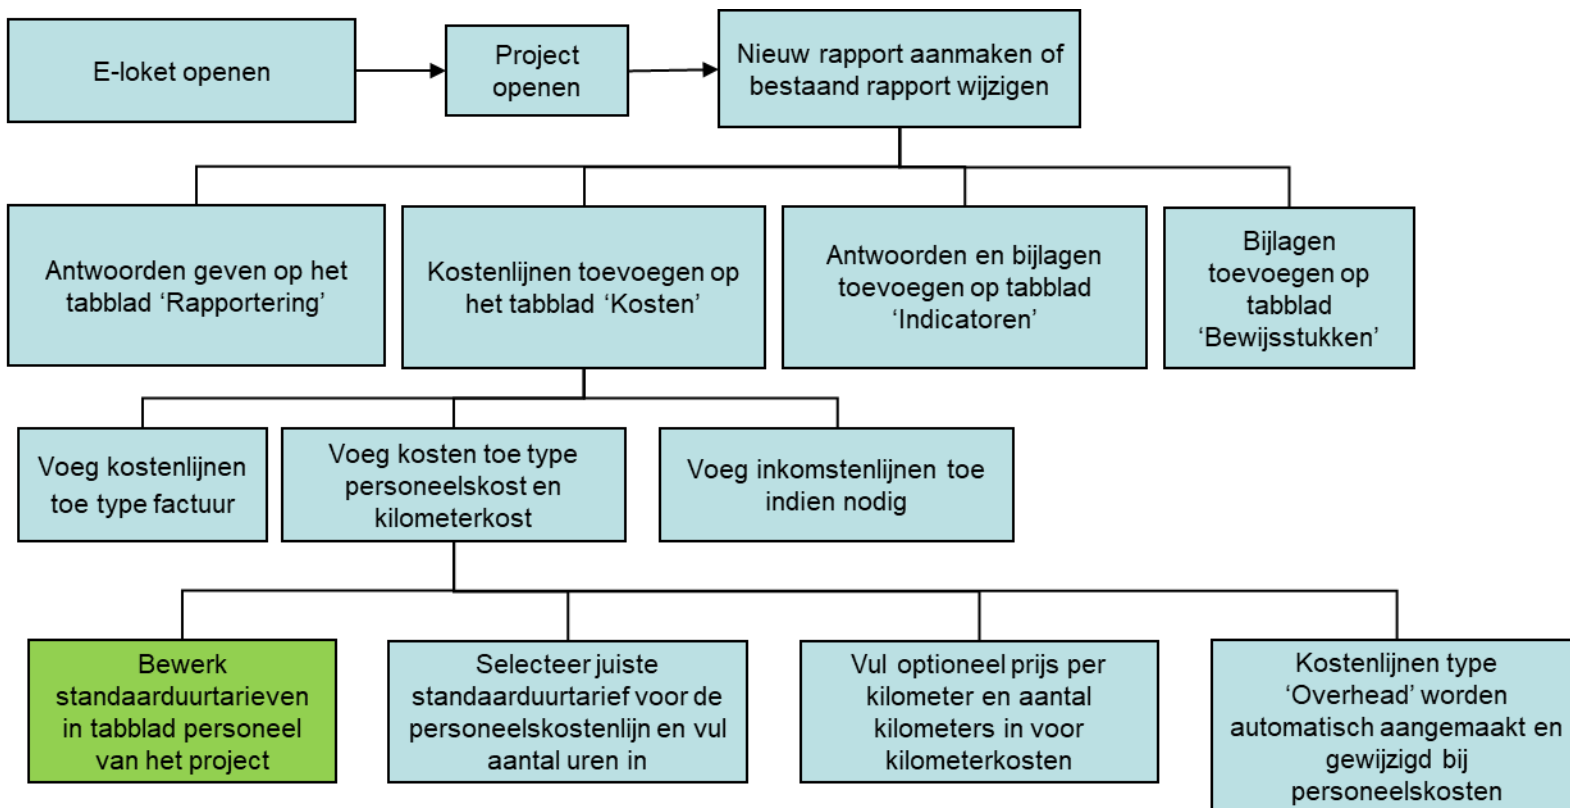 E-loket openen
Project
openen
Nieuw rapport aanmaken of
bestaand rapport wijzigen
Antwoorden geven op het
tabblad ‘Rapportering’
Kostenlijnen toevoegen op
het tabblad ‘Kosten’
Antwoorden en bijlagen
toevoegen op tabblad
‘Indicatoren’
Bijlagen
toevoegen op
tabblad
‘Bewijsstukken’
Voeg kostenlijnen
toe type factuur
Voeg kosten toe type
personeelskost en
kilometerkost
Voeg inkomstenlijnen toe
indien nodig
Bewerk
standaarduurtarieven
in tabblad personeel
van het project
Selecteer juiste
standaarduurtarief voor de
personeelskostenlijn en vul
aantal uren in
Vul optioneel prijs per
kilometer en aantal
kilometers in voor
kilometerkosten
Kostenlijnen type
‘Overhead’ worden
automatisch aangemaakt en
gewijzigd bij
personeelskosten